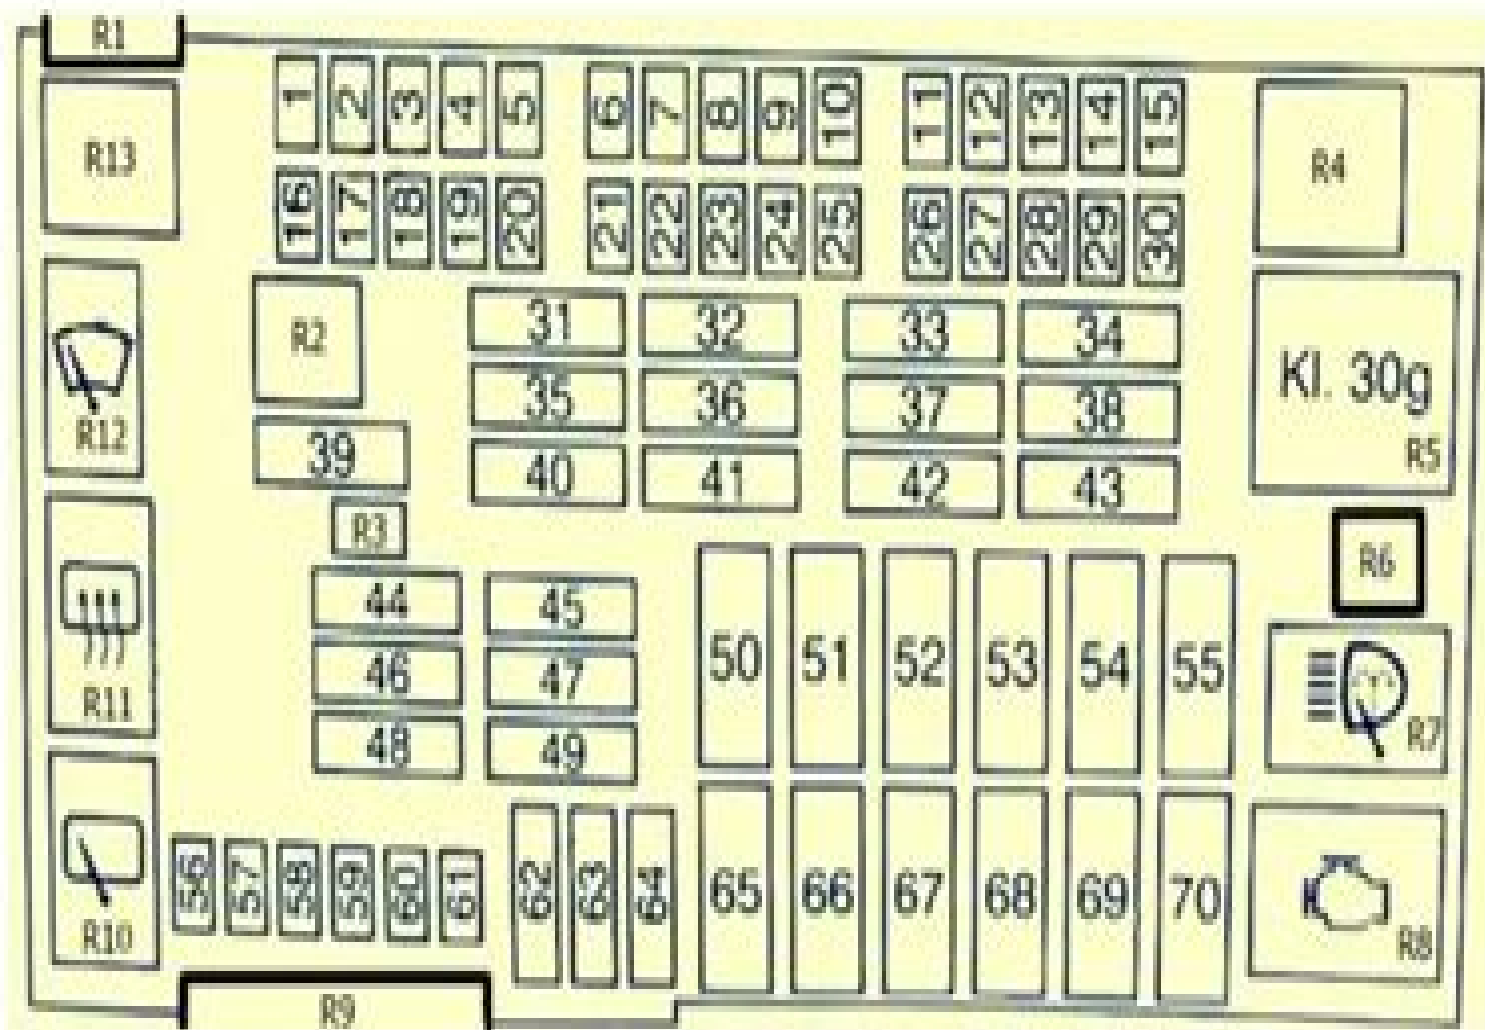 R1
R13
1 2 3 4 5 6 7 8 9 10 11 12 13 14 15
R4
16 17 18 19 20 21 22 23 24 25 26 27 28 29 30
R12
R2
31 32 33 34
35 36 37 38
Kl. 30g
R5
39
40 41 42 43
R3
R6
44 45
46 47
48 49
50 51 52 53 54 55
R11
R7
R10
56 57 58 59 60 61
62 63 64
65 66 67 68 69 70
R8
R9